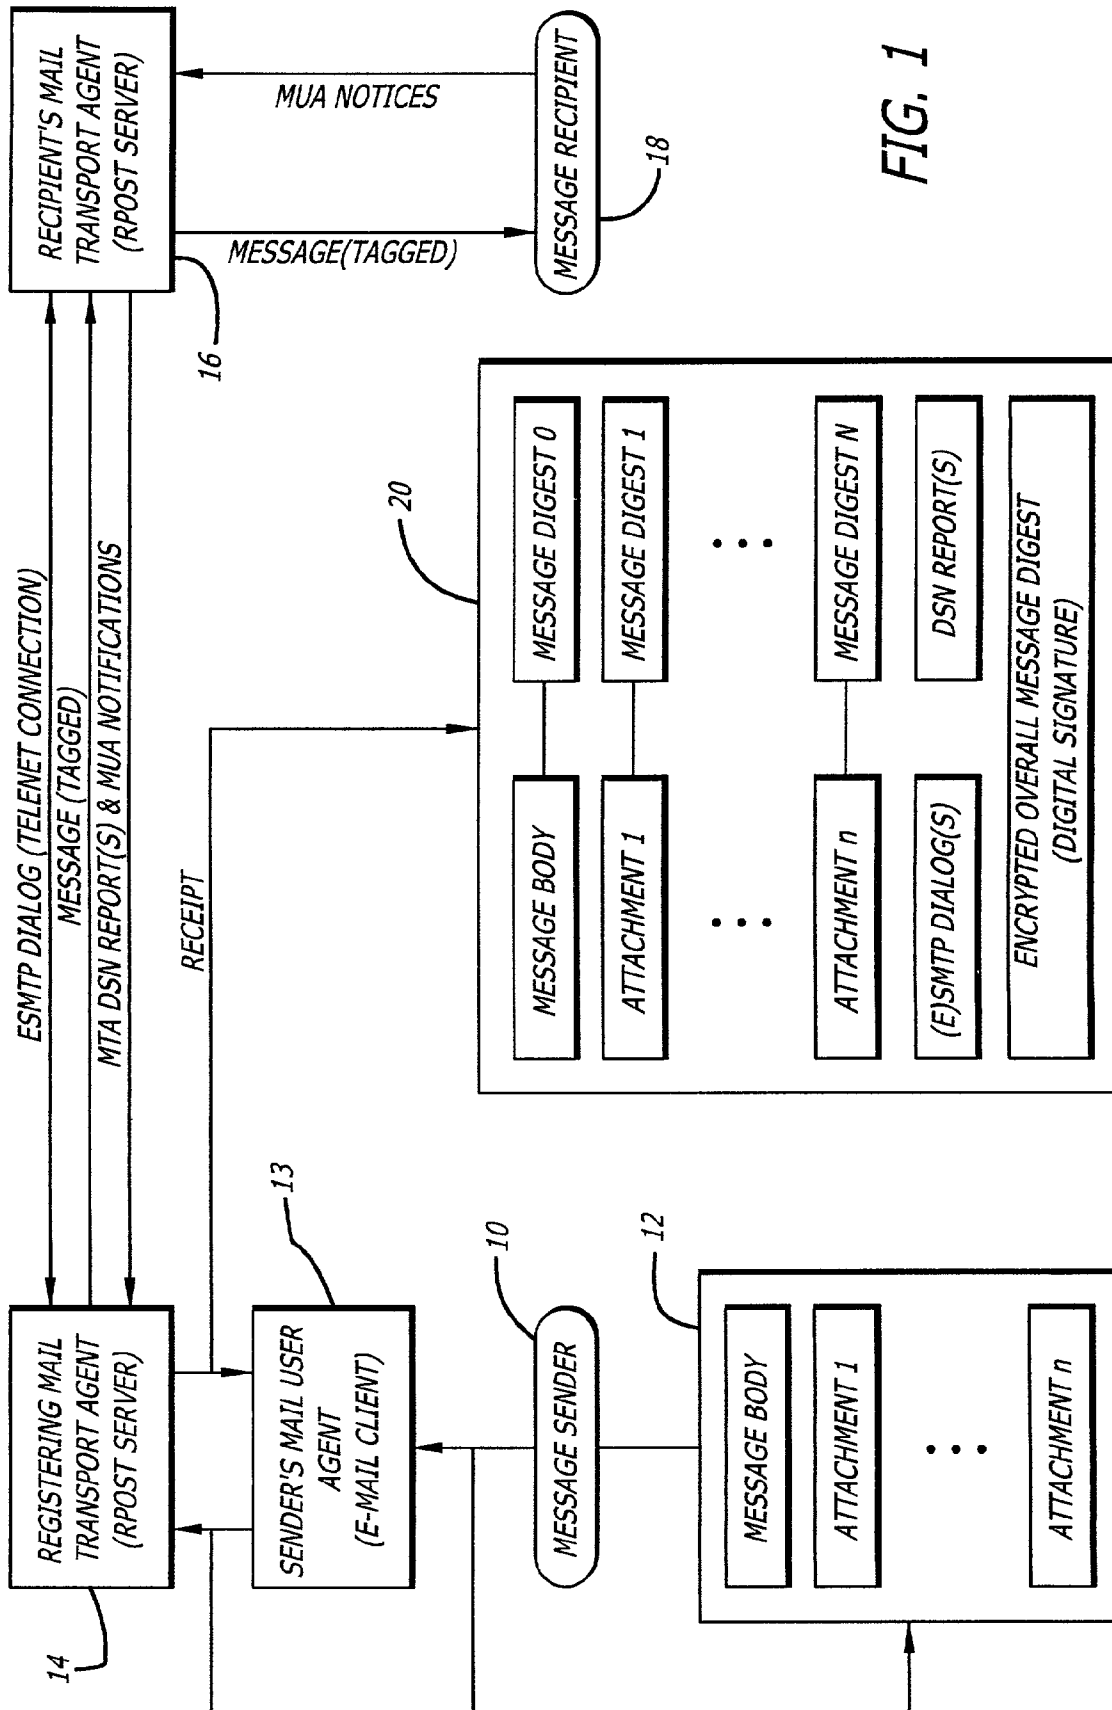 REGISTERING MAIL
TRANSPORT AGENT
(RPOST SERVER)
14
ESMTP DIALOG (TELENET CONNECTION)
MESSAGE (TAGGED)
MTA DSN REPORT(S) & MUA NOTIFICATIONS
RECIPIENT'S MAIL
TRANSPORT AGENT
(RPOST SERVER)
16
RECEIPT
SENDER'S MAIL USER
AGENT
(E-MAIL CLIENT)
13
MESSAGE(TAGGED)
MUA NOTICES
MESSAGE SENDER
10
MESSAGE RECIPIENT
18
12
MESSAGE BODY
ATTACHMENT 1
• • •
ATTACHMENT n
20
MESSAGE BODY
MESSAGE DIGEST 0
ATTACHMENT 1
MESSAGE DIGEST 1
• • •
• • •
ATTACHMENT n
MESSAGE DIGEST N
(E)SMTP DIALOG(S)
DSN REPORT(S)
ENCRYPTED OVERALL MESSAGE DIGEST
(DIGITAL SIGNATURE)
FIG. 1